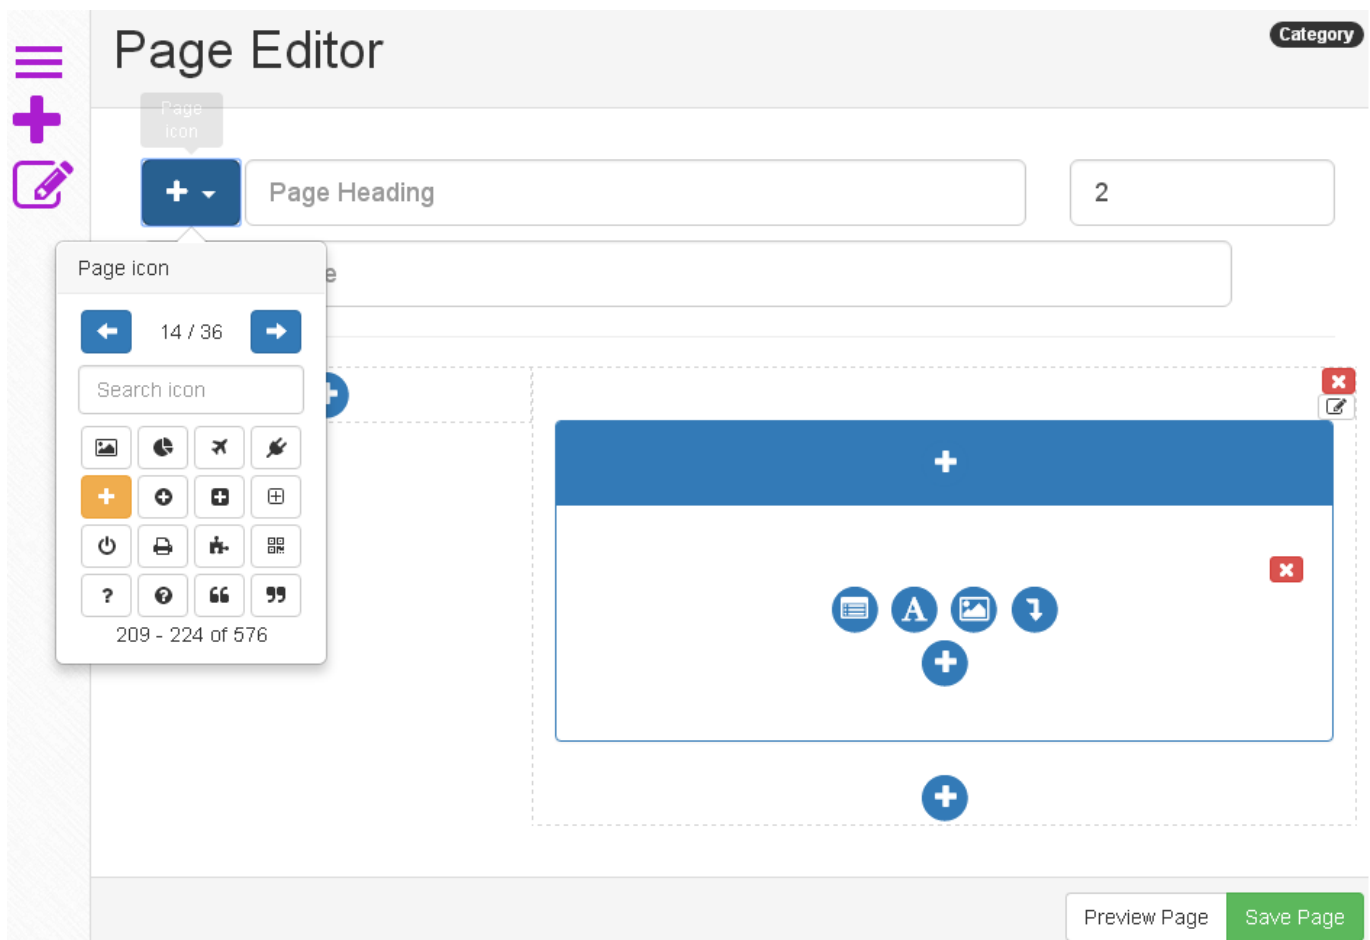 Page Editor
Category
Page
icon
Page Heading
2
e
Page icon
14 / 36
Search icon
209 - 224 of 576
Preview Page
Save Page